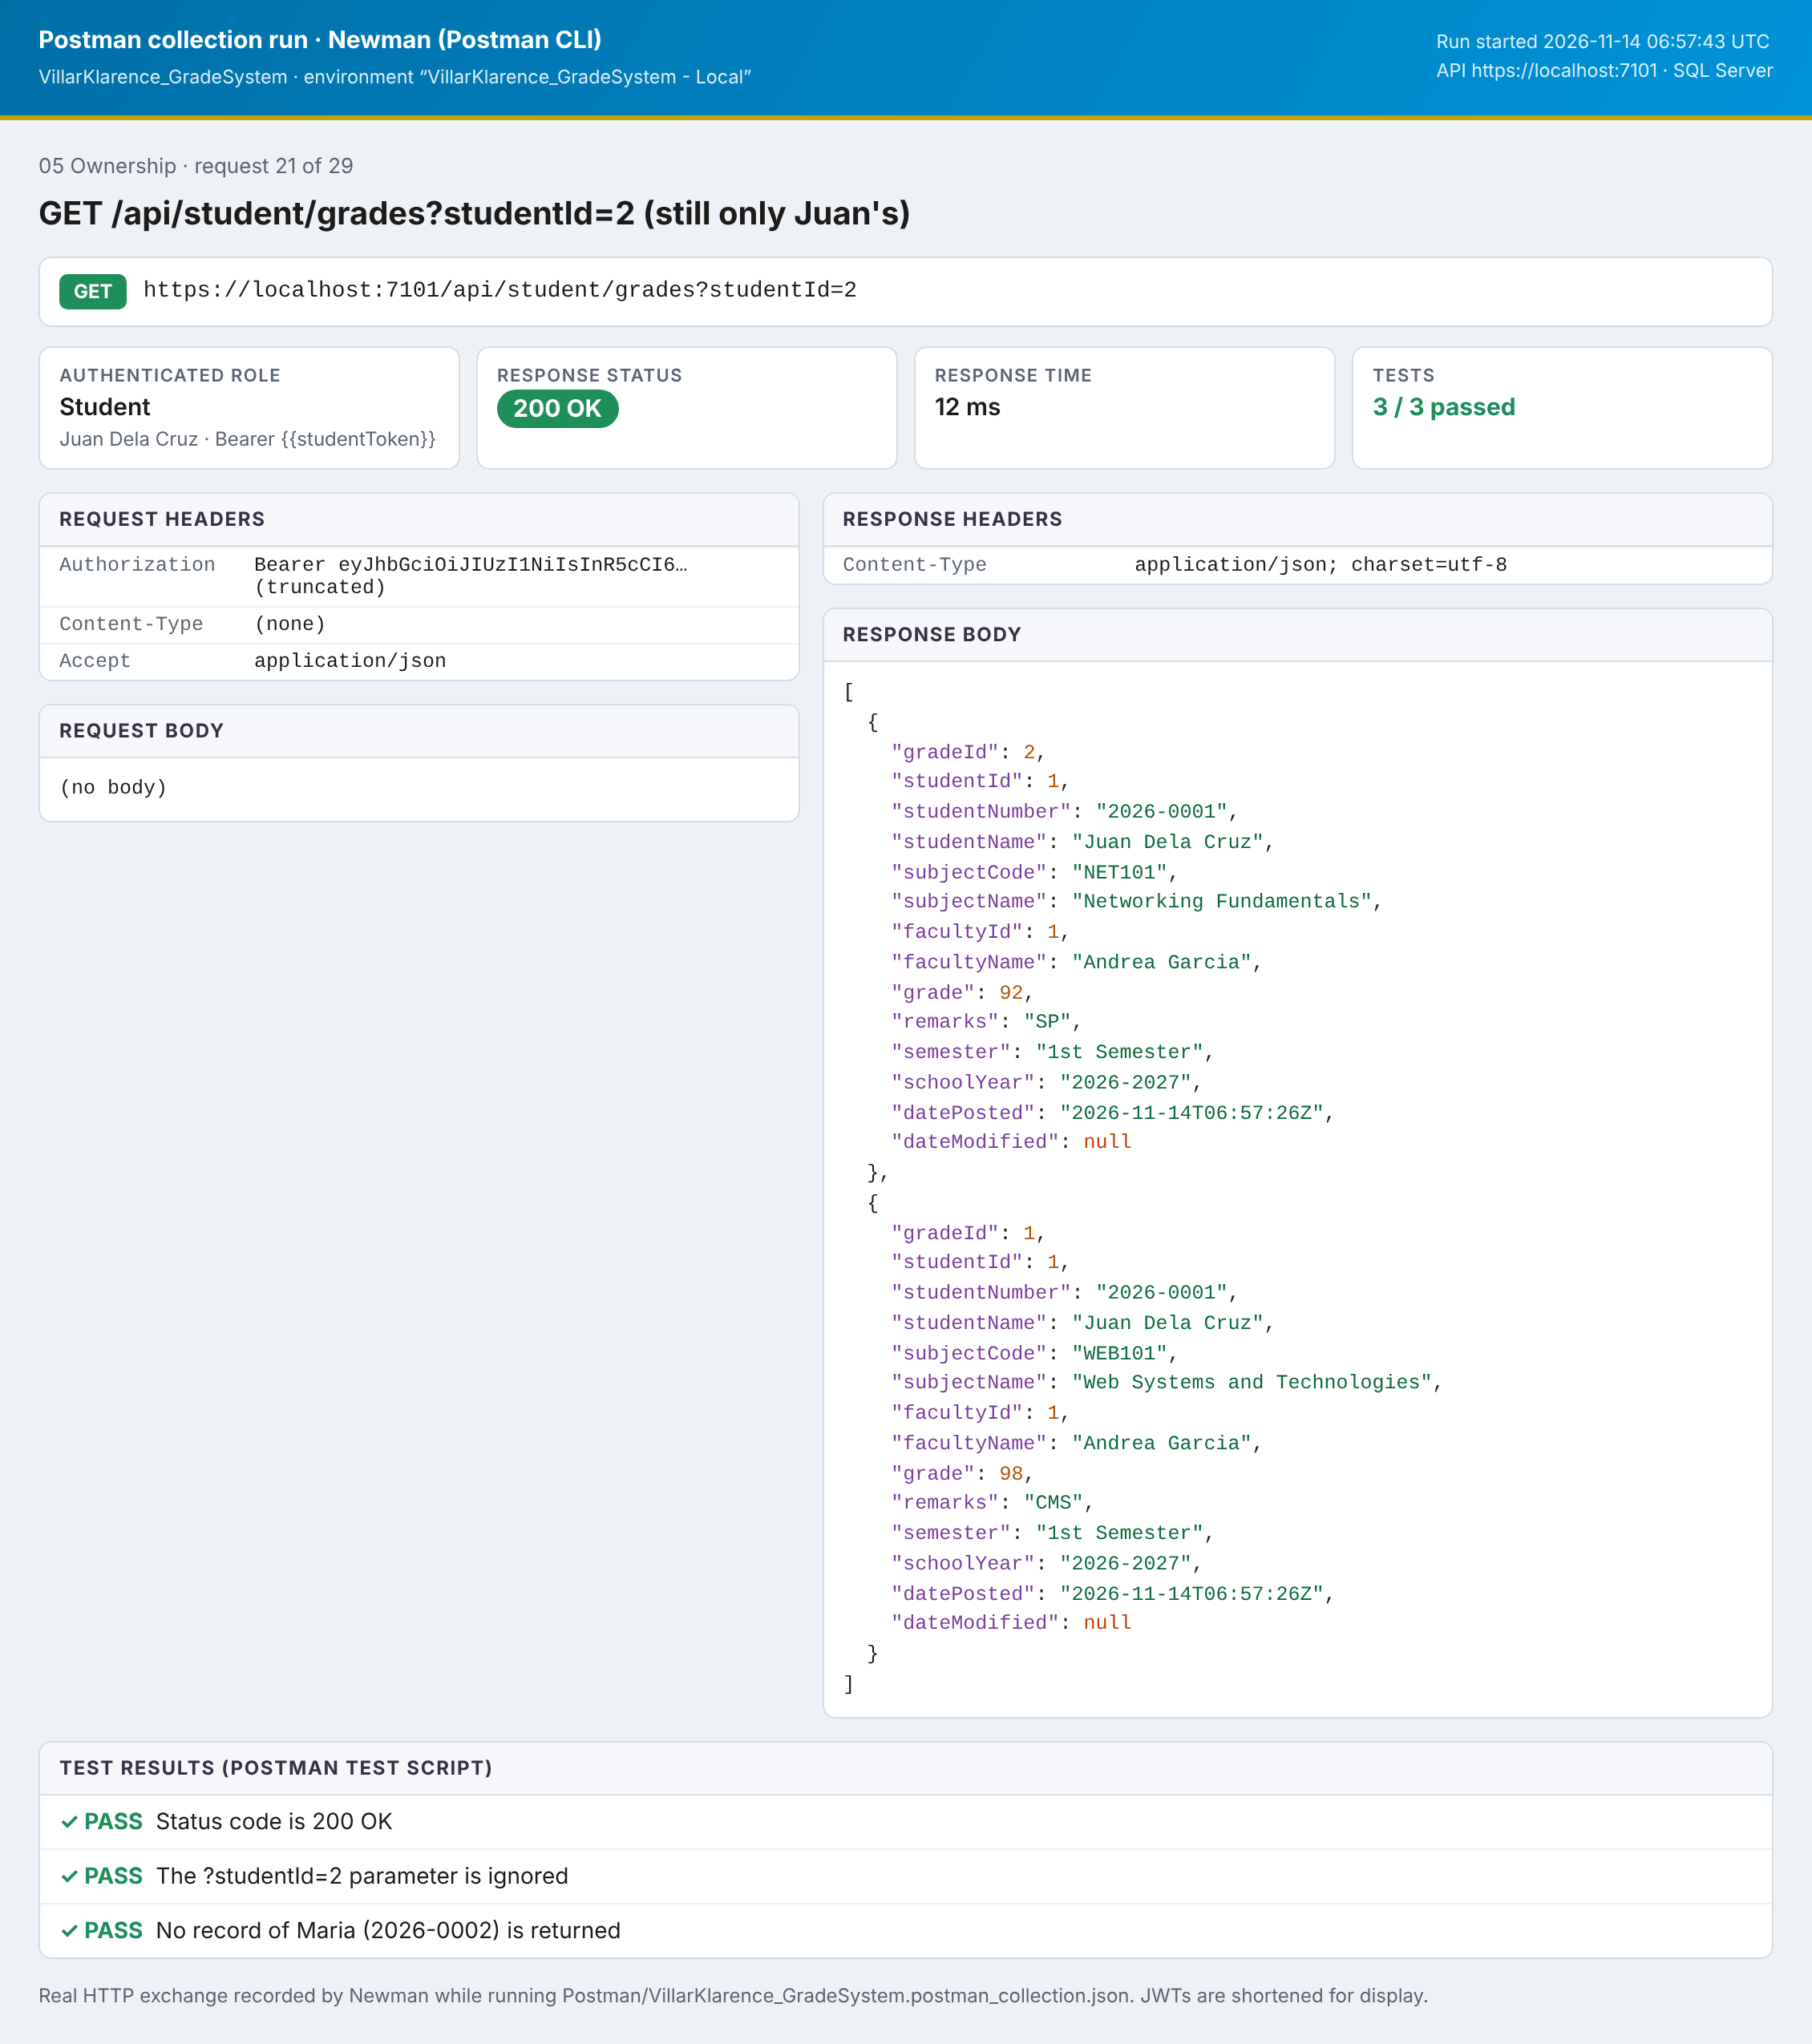 Postman collection run · Newman (Postman CLI)
VillarKlarence_GradeSystem · environment “VillarKlarence_GradeSystem - Local”
Run started 2026-11-14 06:57:43 UTC
API https://localhost:7101 · SQL Server
05 Ownership · request 21 of 29
GET /api/student/grades?studentId=2 (still only Juan's)
GET https://localhost:7101/api/student/grades?studentId=2
AUTHENTICATED ROLE
Student
Juan Dela Cruz · Bearer {{studentToken}}
RESPONSE STATUS
200 OK
RESPONSE TIME
12 ms
TESTS
3 / 3 passed
REQUEST HEADERS
Authorization Bearer eyJhbGciOiJIUzI1NiIsInR5cCI6…
(truncated)
Content-Type (none)
Accept application/json
REQUEST BODY
(no body)
RESPONSE HEADERS
Content-Type application/json; charset=utf-8
RESPONSE BODY
[
  {
    "gradeId": 2,
    "studentId": 1,
    "studentNumber": "2026-0001",
    "studentName": "Juan Dela Cruz",
    "subjectCode": "NET101",
    "subjectName": "Networking Fundamentals",
    "facultyId": 1,
    "facultyName": "Andrea Garcia",
    "grade": 92,
    "remarks": "SP",
    "semester": "1st Semester",
    "schoolYear": "2026-2027",
    "datePosted": "2026-11-14T06:57:26Z",
    "dateModified": null
  },
  {
    "gradeId": 1,
    "studentId": 1,
    "studentNumber": "2026-0001",
    "studentName": "Juan Dela Cruz",
    "subjectCode": "WEB101",
    "subjectName": "Web Systems and Technologies",
    "facultyId": 1,
    "facultyName": "Andrea Garcia",
    "grade": 98,
    "remarks": "CMS",
    "semester": "1st Semester",
    "schoolYear": "2026-2027",
    "datePosted": "2026-11-14T06:57:26Z",
    "dateModified": null
  }
]
TEST RESULTS (POSTMAN TEST SCRIPT)
✓ PASS Status code is 200 OK
✓ PASS The ?studentId=2 parameter is ignored
✓ PASS No record of Maria (2026-0002) is returned
Real HTTP exchange recorded by Newman while running Postman/VillarKlarence_GradeSystem.postman_collection.json. JWTs are shortened for display.